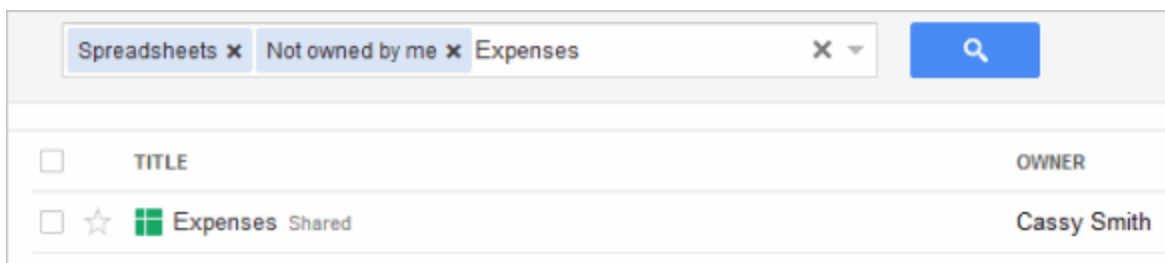 Spreadsheets × Not owned by me × Expenses
TITLE OWNER
Expenses Shared Cassy Smith